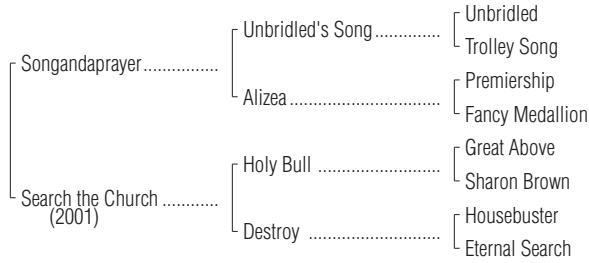 Unbridled
Unbridled's Song..............
Trolley Song
Songandaprayer...............
Premiership
Alizea..............................
Fancy Medallion
Great Above
Holy Bull ........................
Sharon Brown
Search the Church ...........
(2001)
Housebuster
Destroy ..........................
Eternal Search